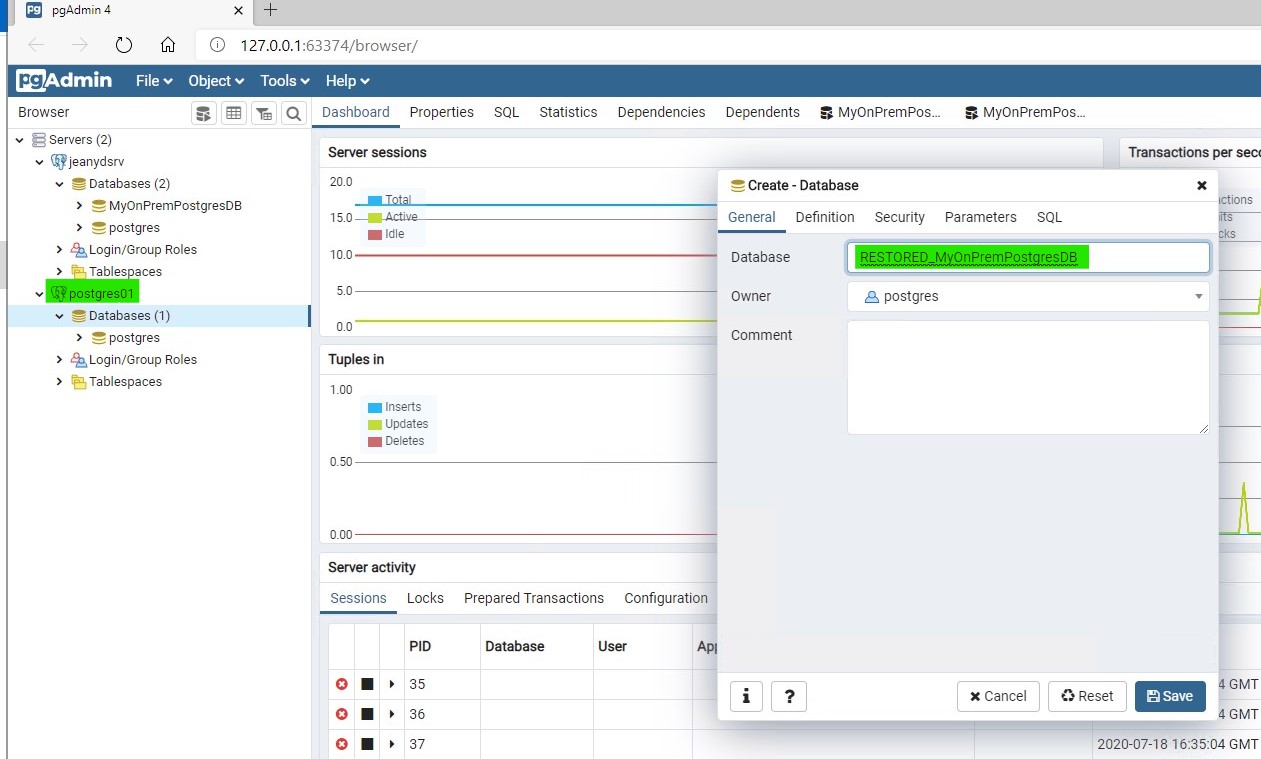 pgAdmin 4
127.0.0.1:63374/browser/
pgAdmin File Object Tools Help
Browser
Dashboard Properties SQL Statistics Dependencies Dependents MyOnPremPos... MyOnPremPos...
Servers (2)
jeanydsrv
Databases (2)
MyOnPremPostgresDB
postgres
Login/Group Roles
Tablespaces
postgres01
Databases (1)
postgres
Login/Group Roles
Tablespaces
Server sessions
20.0
15.0
10.0
5.0
0.0
Total
Active
Idle
Transactions per seco
ctions
its
cks
Tuples in
1.00
0.50
0.00
Inserts
Updates
Deletes
Server activity
Sessions Locks Prepared Transactions Configuration
PID Database User App
35
36
37
4 GMT
4 GMT
2020-07-18 16:35:04 GMT
Create - Database
General Definition Security Parameters SQL
Database RESTORED_MyOnPremPostgresDB
Owner postgres
Comment
i ? Cancel Reset Save